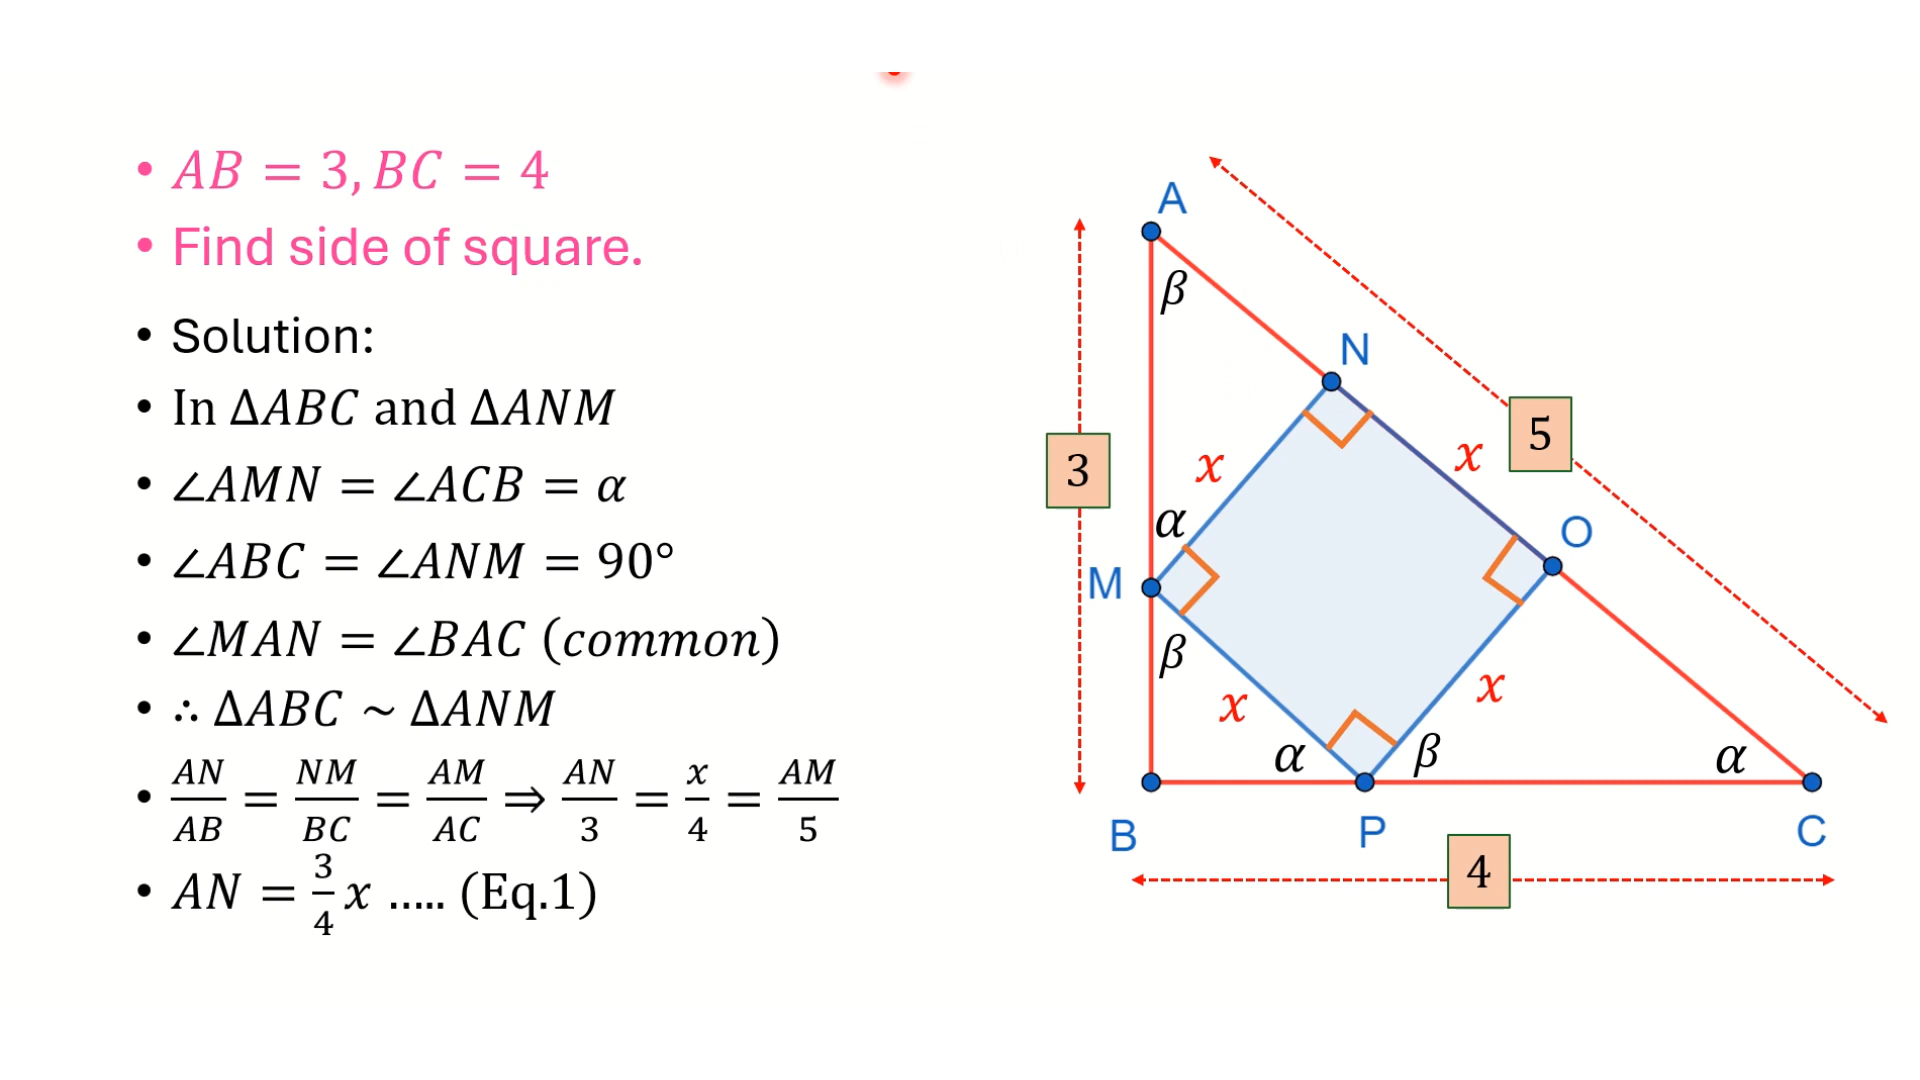 • AB = 3, BC = 4
• Find side of square.
• Solution:
• In ΔABC and ΔANM
• ∠AMN = ∠ACB = α
• ∠ABC = ∠ANM = 90°
• ∠MAN = ∠BAC (common)
• ∴ ΔABC ~ ΔANM
• AN/AB = NM/BC = AM/AC ⇒ AN/3 = x/4 = AM/5
• AN = 3/4 x ..... (Eq.1)
A
β
N
5
x
x
3
α
O
M
β
x
x
α
β
α
B
P
C
4